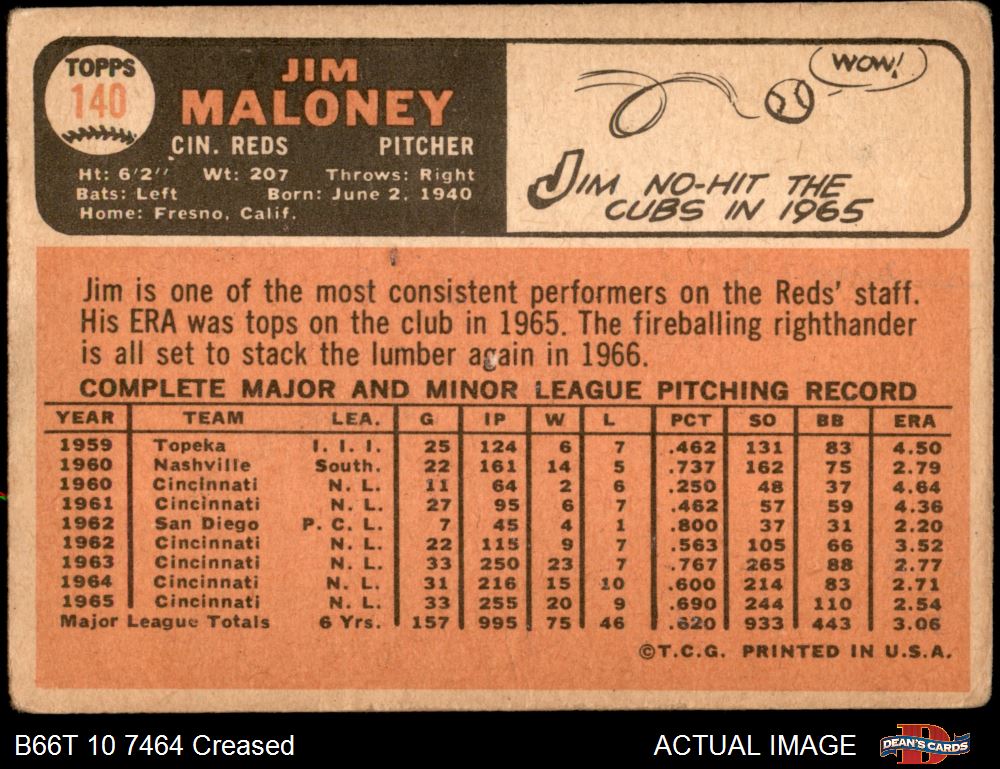 TOPPS
140
JIM
MALONEY
CIN. REDS PITCHER
Ht: 6'2'' Wt: 207 Throws: Right
Bats: Left Born: June 2, 1940
Home: Fresno, Calif.
WOW!
JIM NO-HIT THE
CUBS IN 1965
Jim is one of the most consistent performers on the Reds' staff.
His ERA was tops on the club in 1965. The fireballing righthander
is all set to stack the lumber again in 1966.
COMPLETE MAJOR AND MINOR LEAGUE PITCHING RECORD
YEAR TEAM LEA. G IP W L PCT SO BB ERA
1959 Topeka I. I. I. 25 124 6 7 .462 131 83 4.50
1960 Nashville South. 22 161 14 5 .737 162 75 2.79
1960 Cincinnati N. L. 11 64 2 6 .250 48 37 4.64
1961 Cincinnati N. L. 27 95 6 7 .462 57 59 4.36
1962 San Diego P. C. L. 7 45 4 1 .800 37 31 2.20
1962 Cincinnati N. L. 22 115 9 7 .563 105 66 3.52
1963 Cincinnati N. L. 33 250 23 7 .767 265 88 2.77
1964 Cincinnati N. L. 31 216 15 10 .600 214 83 2.71
1965 Cincinnati N. L. 33 255 20 9 .690 244 110 2.54
Major League Totals 6 Yrs. 157 995 75 46 .620 933 443 3.06
©T.C.G. PRINTED IN U.S.A.
B66T 10 7464 Creased ACTUAL IMAGE
DEAN'S CARDS